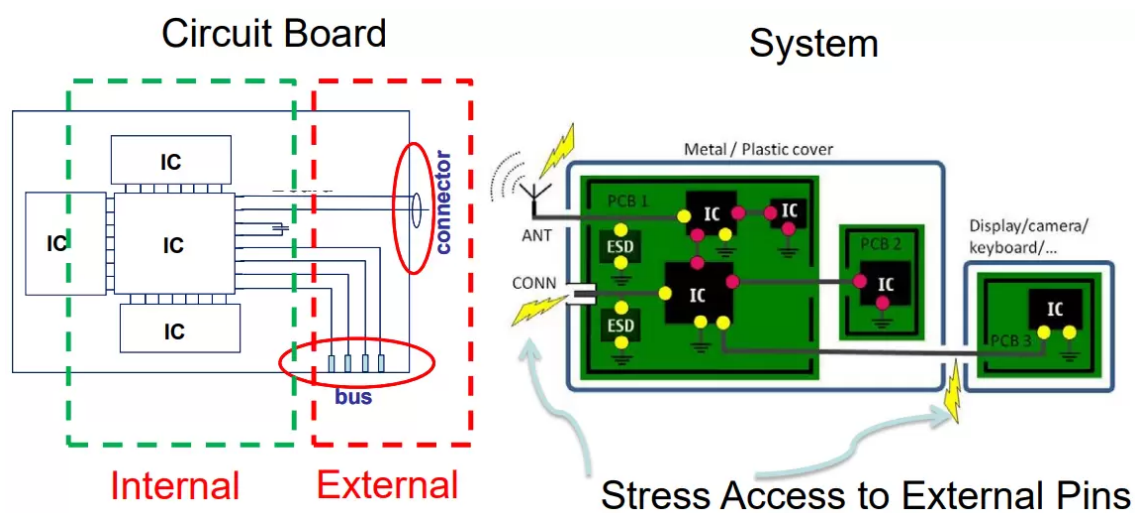 Circuit Board
System
IC
IC
IC
IC
connector
bus
Internal
External
Metal / Plastic cover
PCB 1
IC
IC
ANT
ESD
CONN
IC
ESD
PCB 2
IC
Display/camera/
keyboard/...
IC
PCB 3
Stress Access to External Pins